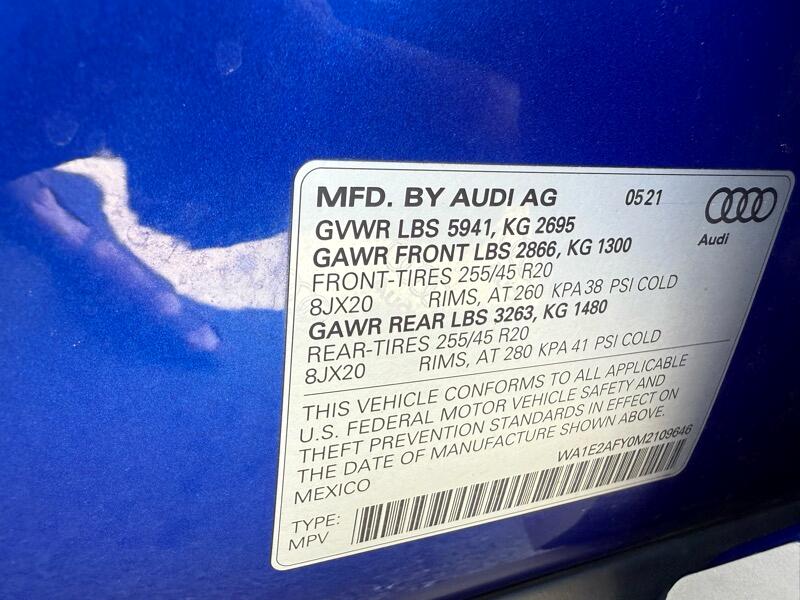 MFD. BY AUDI AG 0521
GVWR LBS 5941, KG 2695
GAWR FRONT LBS 2866, KG 1300
Audi
FRONT-TIRES 255/45 R20
8JX20 RIMS, AT 260 KPA 38 PSI COLD
GAWR REAR LBS 3263, KG 1480
REAR-TIRES 255/45 R20
8JX20 RIMS, AT 280 KPA 41 PSI COLD
THIS VEHICLE CONFORMS TO ALL APPLICABLE
U.S. FEDERAL MOTOR VEHICLE SAFETY AND
THEFT PREVENTION STANDARDS IN EFFECT ON
THE DATE OF MANUFACTURE SHOWN ABOVE.
MEXICO WA1E2AFY0M2109646
TYPE:
MPV